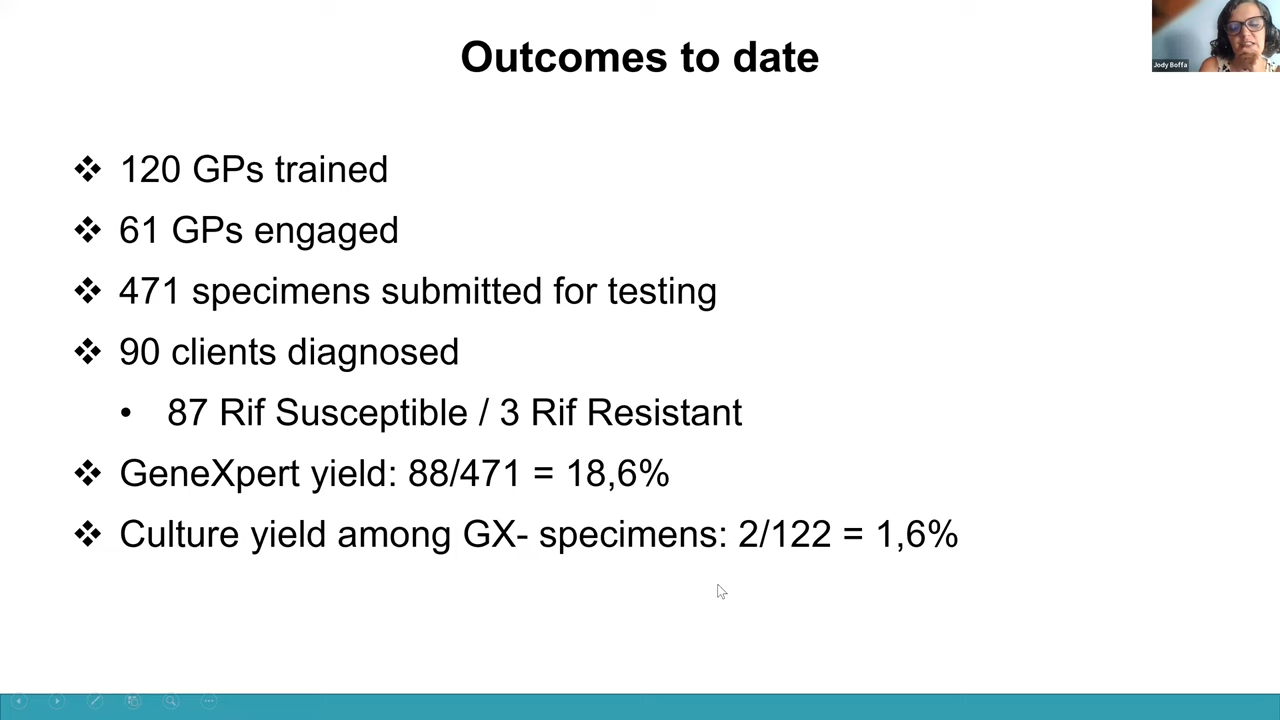 Outcomes to date
Jody Boffa
❖ 120 GPs trained
❖ 61 GPs engaged
❖ 471 specimens submitted for testing
❖ 90 clients diagnosed
• 87 Rif Susceptible / 3 Rif Resistant
❖ GeneXpert yield: 88/471 = 18,6%
❖ Culture yield among GX- specimens: 2/122 = 1,6%